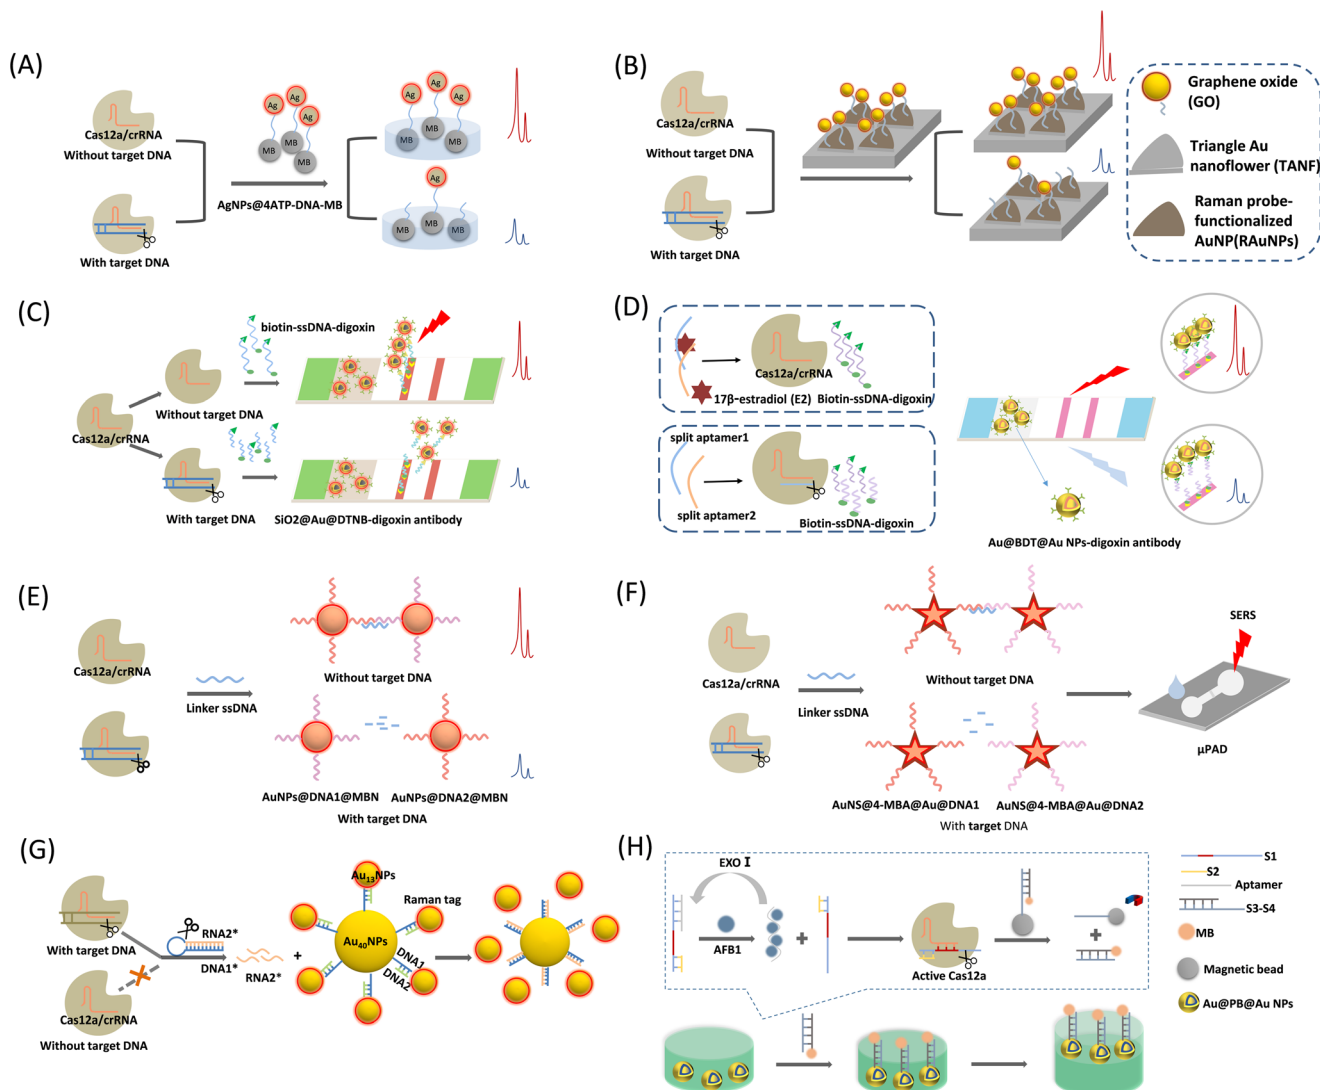 (A)
Cas12a/crRNA
Without target DNA
With target DNA
AgNPs@4ATP-DNA-MB
Ag
Ag
Ag
MB
MB
MB
MB
Ag
Ag
Ag
MB
MB
MB
Ag
MB
MB
MB
(B)
Cas12a/crRNA
Without target DNA
With target DNA
Graphene oxide
(GO)
Triangle Au
nanoflower (TANF)
Raman probe-
functionalized
AuNP(RAuNPs)
(C)
biotin-ssDNA-digoxin
Without target DNA
Cas12a/crRNA
With target DNA
SiO2@Au@DTNB-digoxin antibody
(D)
Cas12a/crRNA
17β-estradiol (E2)
Biotin-ssDNA-digoxin
split aptamer1
split aptamer2
Biotin-ssDNA-digoxin
Au@BDT@Au NPs-digoxin antibody
(E)
Cas12a/crRNA
Linker ssDNA
Without target DNA
AuNPs@DNA1@MBN
AuNPs@DNA2@MBN
With target DNA
(F)
Cas12a/crRNA
Linker ssDNA
Without target DNA
AuNS@4-MBA@Au@DNA1
AuNS@4-MBA@Au@DNA2
With target DNA
SERS
μPAD
(G)
With target DNA
Cas12a/crRNA
Without target DNA
RNA2*
DNA1*
RNA2*
+
Au13NPs
Raman tag
Au40NPs
DNA1
DNA2
(H)
EXO I
AFB1
+
Active Cas12a
+
S1
S2
Aptamer
S3-S4
MB
Magnetic bead
Au@PB@Au NPs